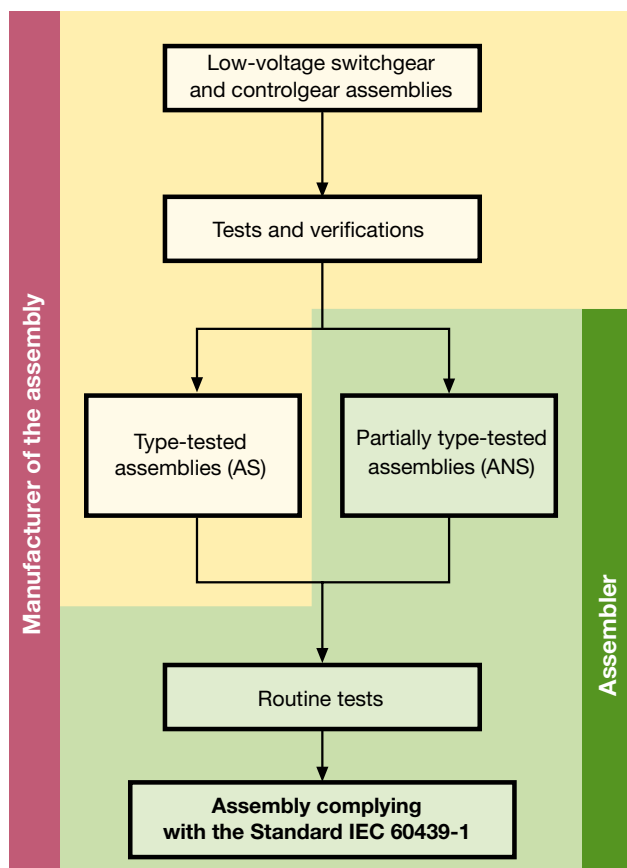 Low-voltage switchgear
and controlgear assemblies
Tests and verifications
Manufacturer of the assembly
Type-tested
assemblies (AS)
Partially type-tested
assemblies (ANS)
Assembler
Routine tests
Assembly complying
with the Standard IEC 60439-1